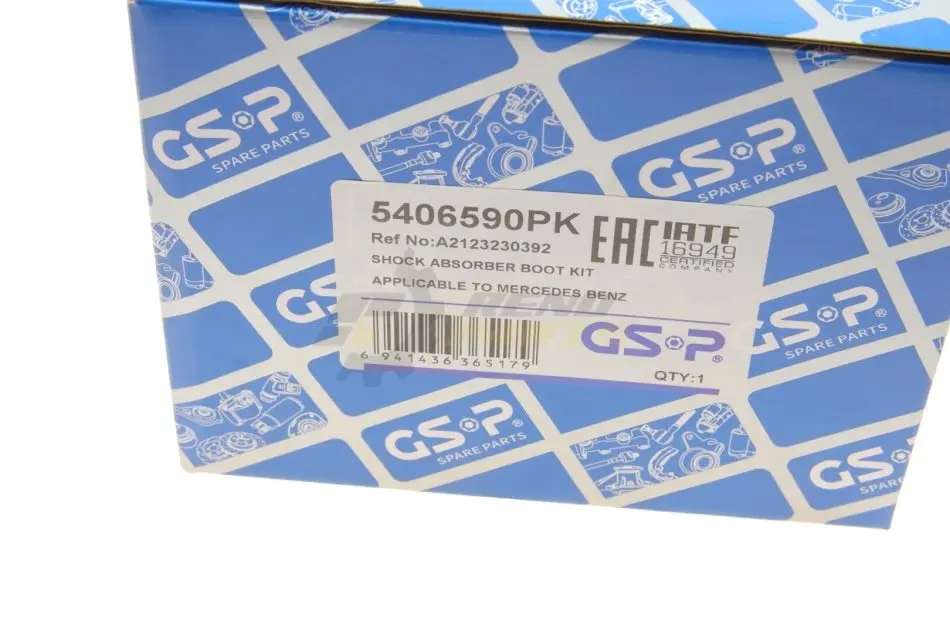 GS•P®
SPARE PARTS
GS•P®
SPARE PARTS
5406590PK
EAC
IATF
16949
CERTIFIED
COMPANY
Ref No:A2123230392
SHOCK ABSORBER BOOT KIT
APPLICABLE TO MERCEDES BENZ
GS•P®
6 941436 365179
QTY:1
GS•P
SPARE PARTS
GS•P®
SPARE PARTS
GS•P
SPARE PARTS